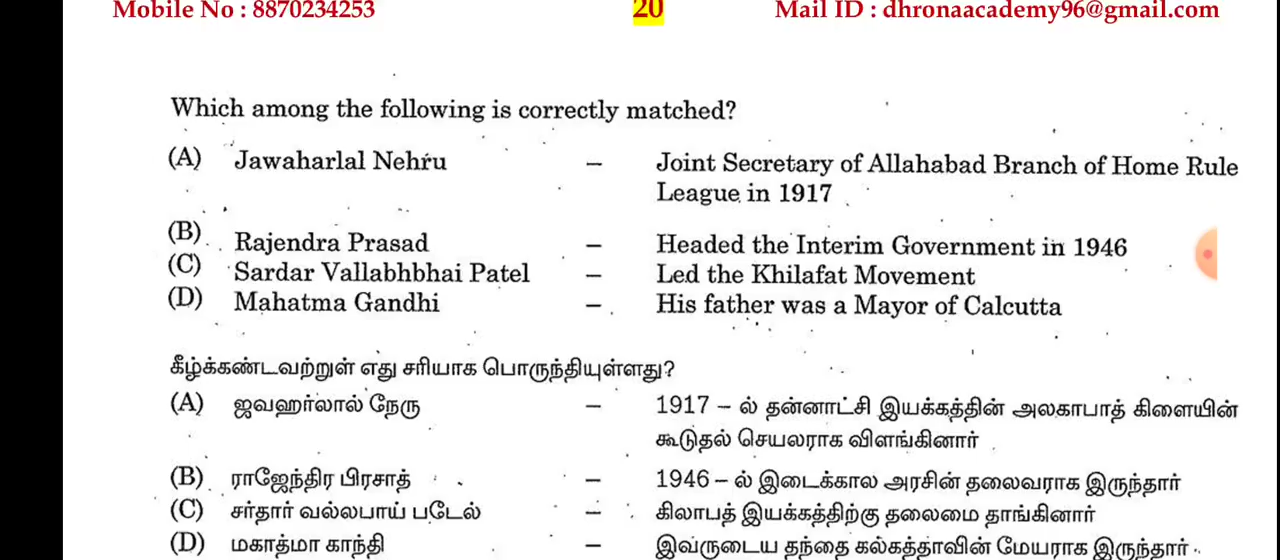 Mobile No : 8870234253 20 Mail ID : dhronaacademy96@gmail.com
Which among the following is correctly matched?
(A) Jawaharlal Nehru – Joint Secretary of Allahabad Branch of Home Rule
League in 1917
(B) Rajendra Prasad – Headed the Interim Government in 1946
(C) Sardar Vallabhbhai Patel – Led the Khilafat Movement
(D) Mahatma Gandhi – His father was a Mayor of Calcutta
கீழ்க்கண்டவற்றுள் எது சரியாக பொருந்தியுள்ளது?
(A) ஜவஹர்லால் நேரு – 1917 – ல் தன்னாட்சி இயக்கத்தின் அலகாபாத் கிளையின்
கூடுதல் செயலராக விளங்கினார்
(B) ராஜேந்திர பிரசாத் – 1946 – ல் இடைக்கால அரசின் தலைவராக இருந்தார்
(C) சர்தார் வல்லபாய் படேல் – கிலாபத் இயக்கத்திற்கு தலைமை தாங்கினார்
(D) மகாத்மா காந்தி – இவருடைய தந்தை கல்கத்தாவின் மேயராக இருந்தார்